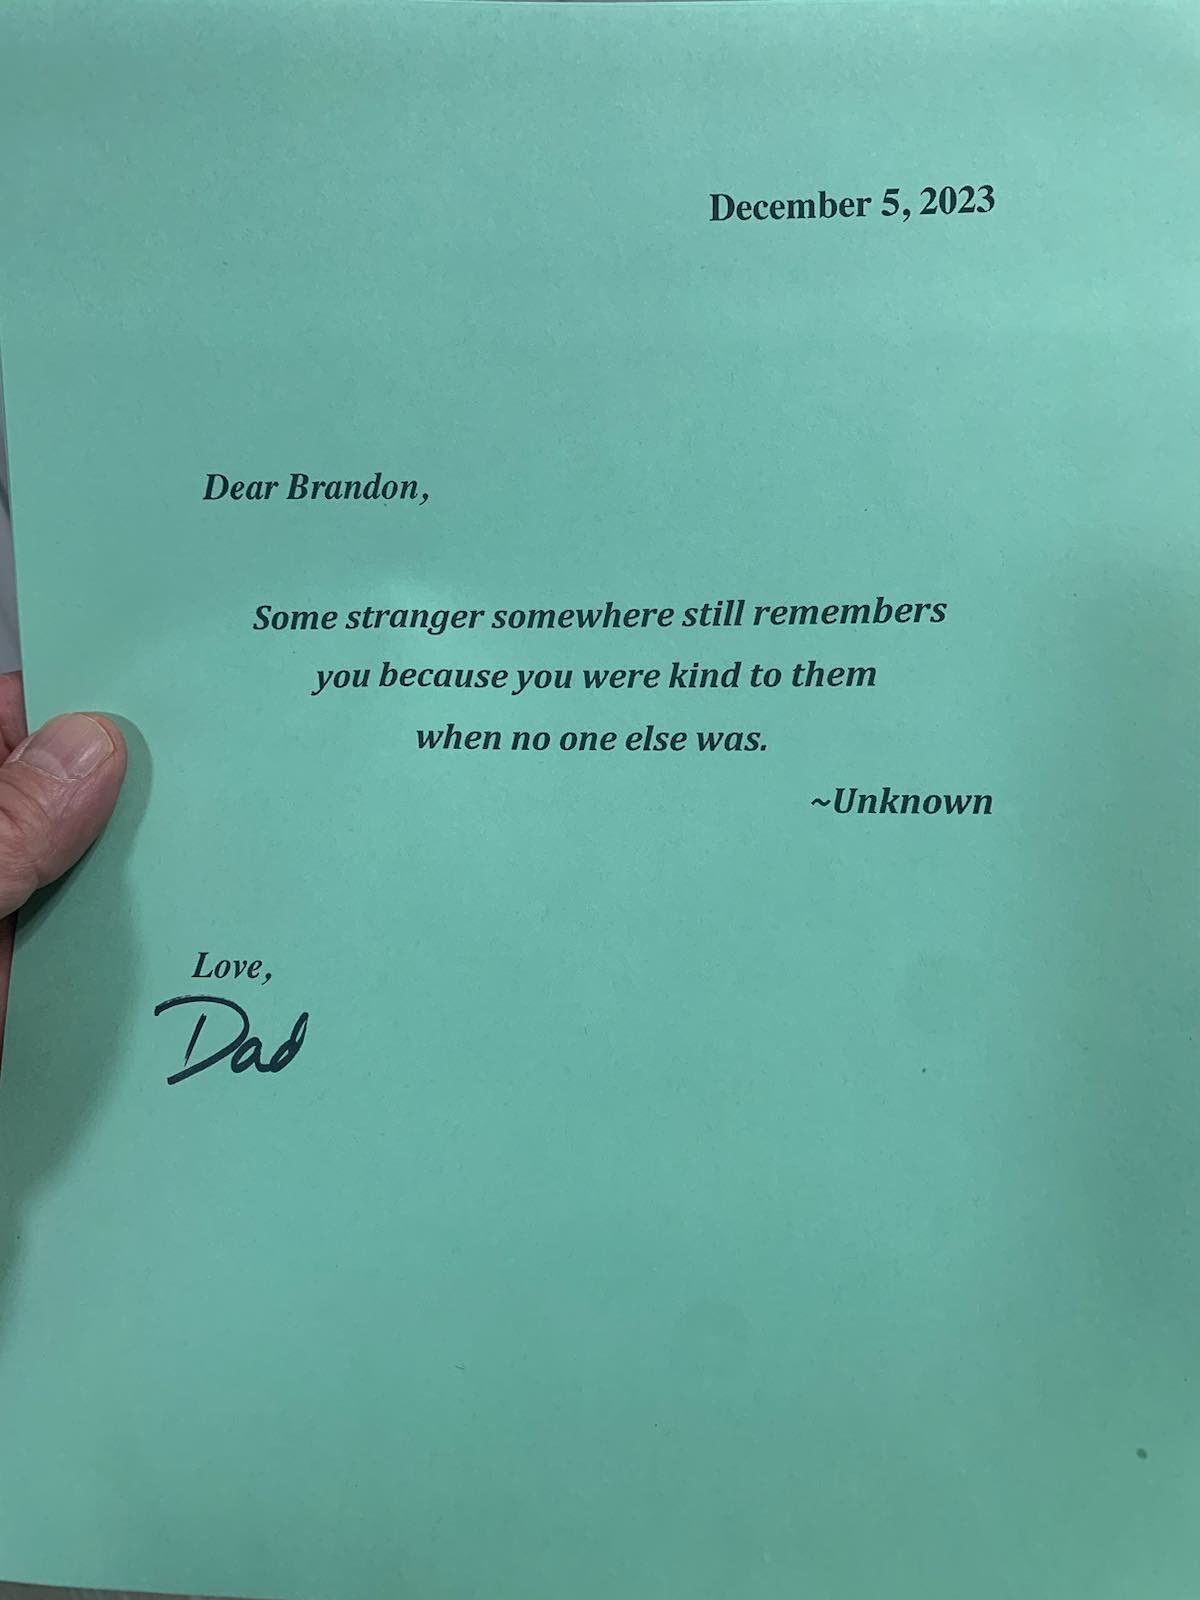 December 5, 2023
Dear Brandon,
Some stranger somewhere still remembers
you because you were kind to them
when no one else was.
~Unknown
Love,
Dad